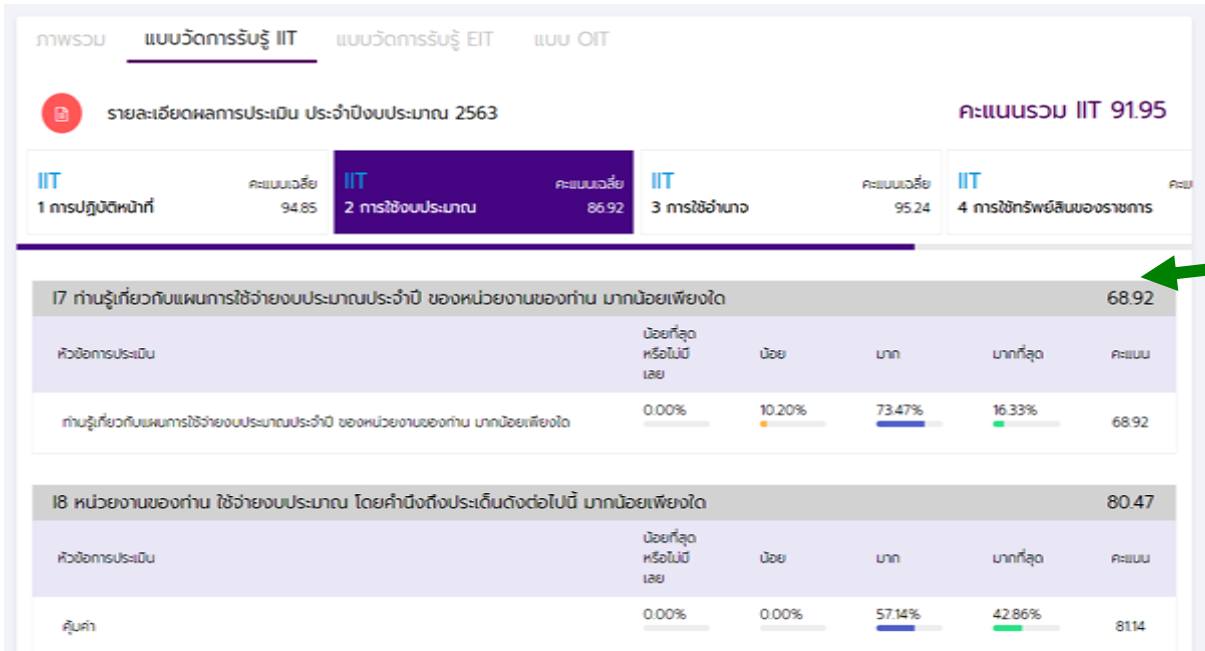 ภาพรวม แบบวัดการรับรู้ IIT แบบวัดการรับรู้ EIT แบบ OIT
รายละเอียดผลการประเมิน ประจำปีงบประมาณ 2563 คะแนนรวม IIT 91.95
IIT คะแนนเฉลี่ย IIT คะแนนเฉลี่ย IIT คะแนนเฉลี่ย IIT
1 การปฏิบัติหน้าที่ 94.85 2 การใช้งบประมาณ 86.92 3 การใช้อำนาจ 95.24 4 การใช้ทรัพย์สินของราชการ
I7 ท่านรู้เกี่ยวกับแผนการใช้จ่ายงบประมาณประจำปี ของหน่วยงานของท่าน มากน้อยเพียงใด 68.92
หัวข้อการประเมิน น้อยที่สุดหรือไม่มีเลย น้อย มาก มากที่สุด คะแนน
ท่านรู้เกี่ยวกับแผนการใช้จ่ายงบประมาณประจำปี ของหน่วยงานของท่าน มากน้อยเพียงใด 0.00% 10.20% 73.47% 16.33% 68.92
I8 หน่วยงานของท่าน ใช้จ่ายงบประมาณ โดยคำนึงถึงประเด็นดังต่อไปนี้ มากน้อยเพียงใด 80.47
หัวข้อการประเมิน น้อยที่สุดหรือไม่มีเลย น้อย มาก มากที่สุด คะแนน
คุ้มค่า 0.00% 0.00% 57.14% 42.86% 81.14